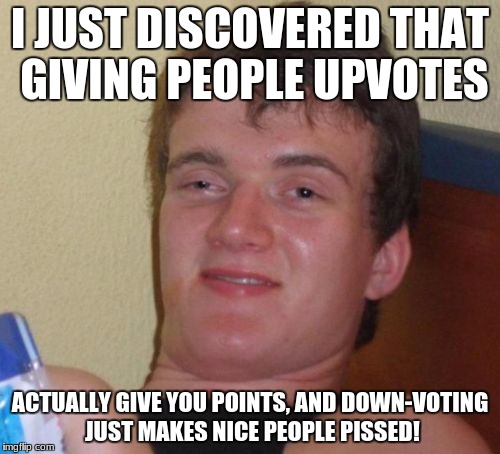 I JUST DISCOVERED THAT
GIVING PEOPLE UPVOTES
ACTUALLY GIVE YOU POINTS, AND DOWN-VOTING
JUST MAKES NICE PEOPLE PISSED!
imgflip.com